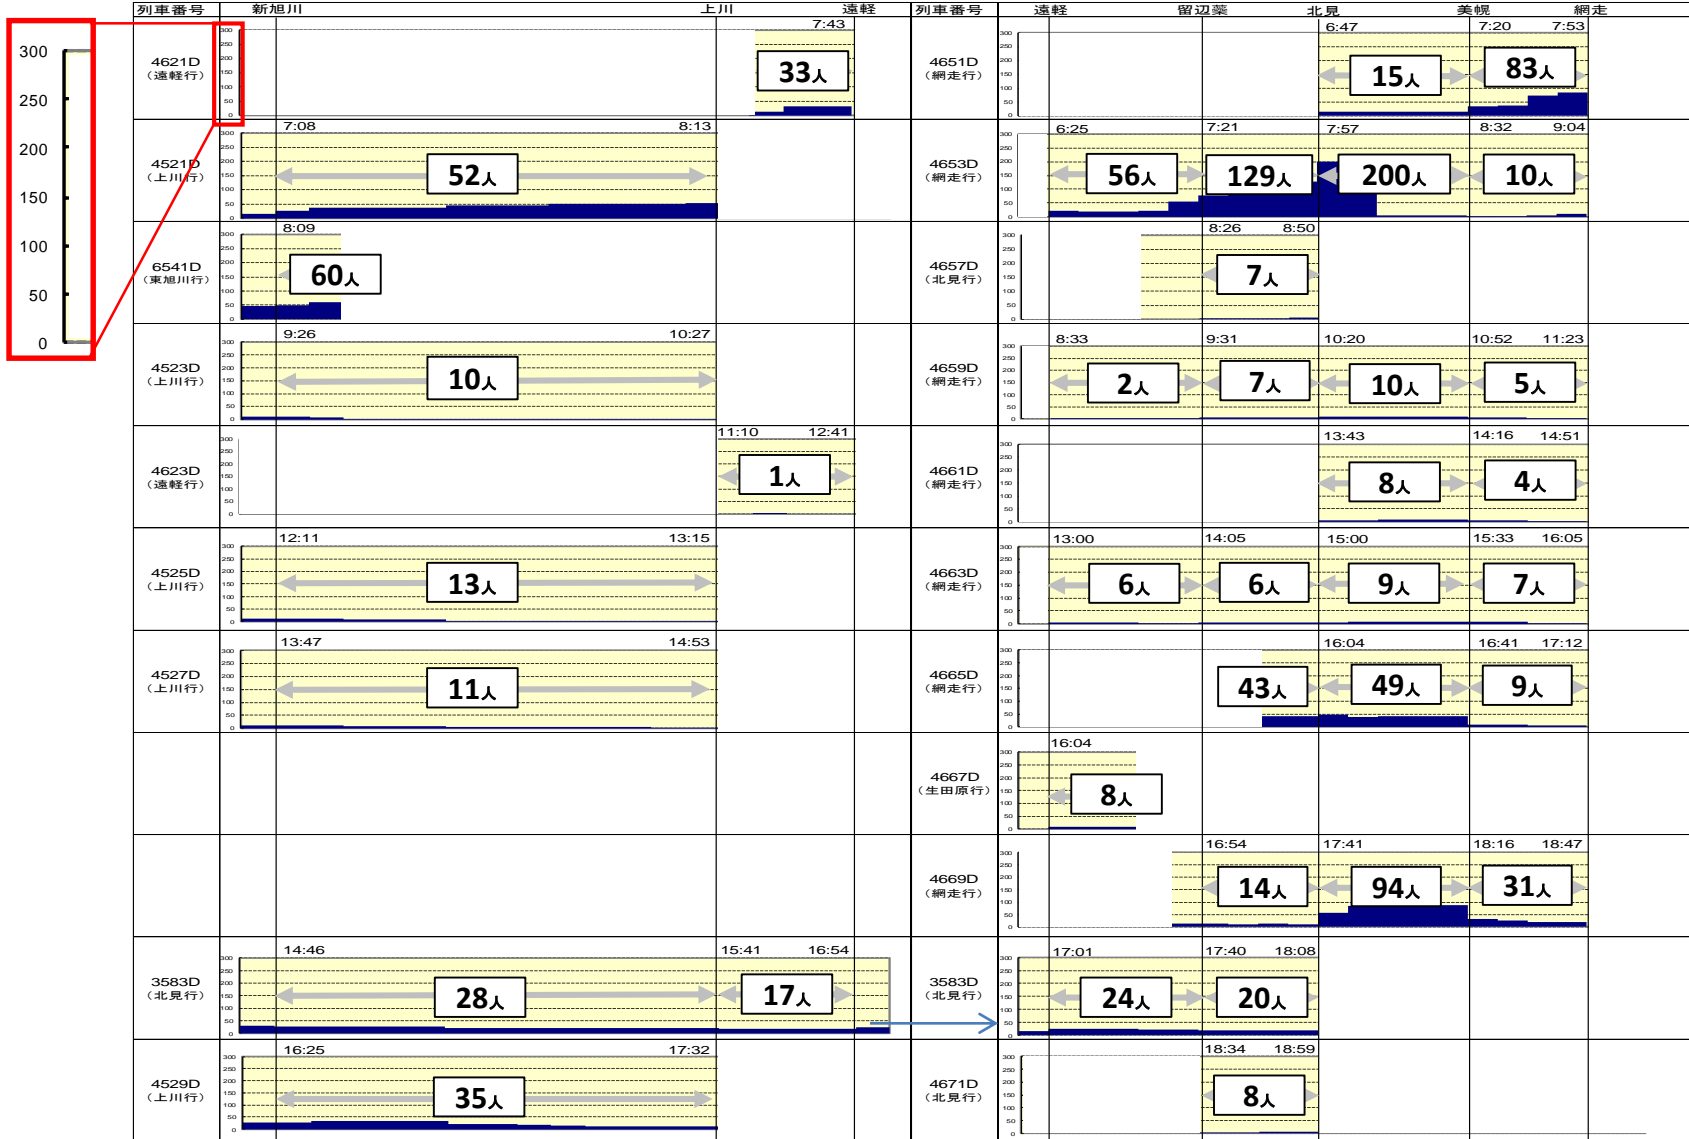 列車番号 新旭川 上川 遠軽 列車番号 遠軽 留辺蘂 北見 美幌 網走
300
250
200
150
100
50
0
4621D
（遠軽行）
7:43
33人
4651D
（網走行）
6:47 7:20 7:53
15人 83人
4521D
（上川行）
7:08 8:13
52人
4653D
（網走行）
6:25 7:21 7:57 8:32 9:04
56人 129人 200人 10人
6541D
（東旭川行）
8:09
60人
4657D
（北見行）
8:26 8:50
7人
4523D
（上川行）
9:26 10:27
10人
4659D
（網走行）
8:33 9:31 10:20 10:52 11:23
2人 7人 10人 5人
4623D
（遠軽行）
11:10 12:41
1人
4661D
（網走行）
13:43 14:16 14:51
8人 4人
4525D
（上川行）
12:11 13:15
13人
4663D
（網走行）
13:00 14:05 15:00 15:33 16:05
6人 6人 9人 7人
4527D
（上川行）
13:47 14:53
11人
4665D
（網走行）
16:04 16:41 17:12
43人 49人 9人
4667D
（生田原行）
16:04
8人
4669D
（網走行）
16:54 17:41 18:16 18:47
14人 94人 31人
3583D
（北見行）
14:46 15:41 16:54
28人 17人
3583D
（北見行）
17:01 17:40 18:08
24人 20人
4529D
（上川行）
16:25 17:32
35人
4671D
（北見行）
18:34 18:59
8人